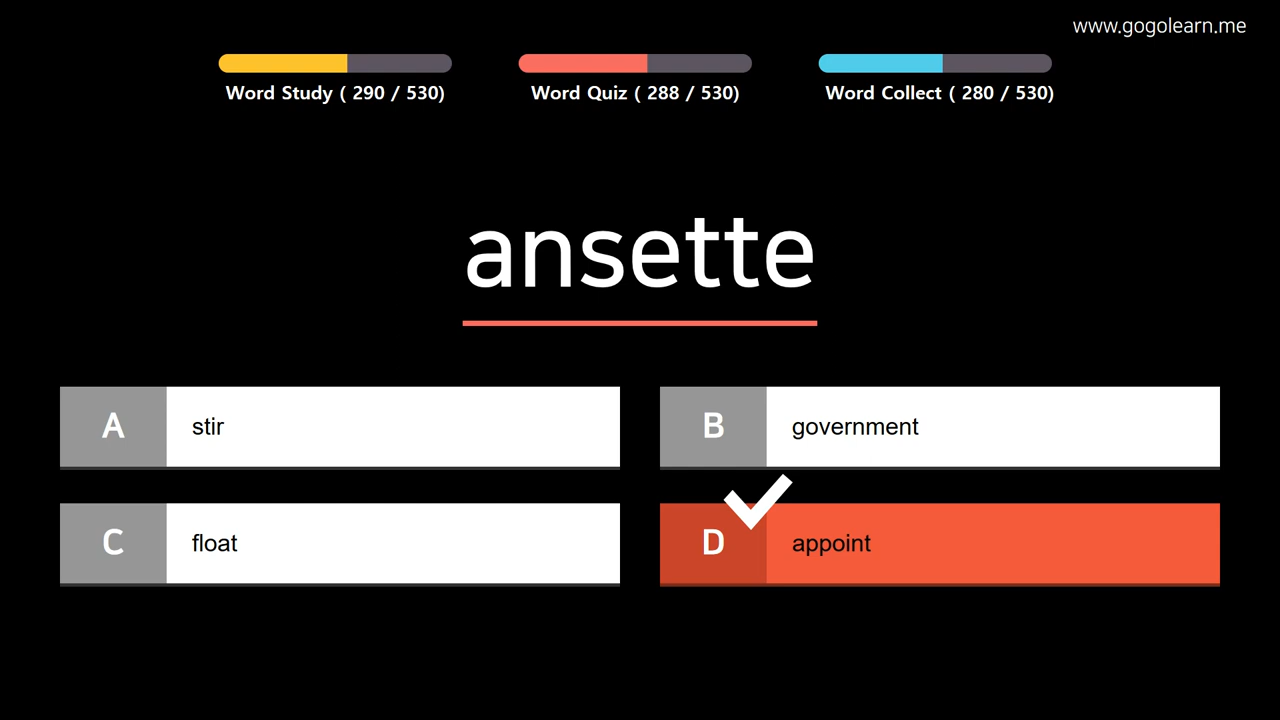 www.gogolearn.me
Word Study ( 290 / 530)
Word Quiz ( 288 / 530)
Word Collect ( 280 / 530)
ansette
A stir
B government
C float
D appoint